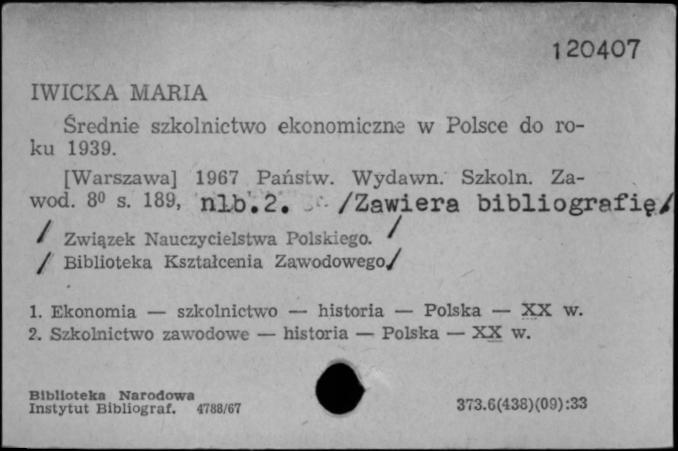 120407
IWICKA MARIA
Średnie szkolnictwo ekonomiczne w Polsce do ro-
ku 1939.
[Warszawa] 1967 Państw. Wydawn. Szkoln. Za-
wod. 8⁰ s. 189, nlb.2. /Zawiera bibliografię/
/ Związek Nauczycielstwa Polskiego. /
/ Biblioteka Kształcenia Zawodowego/
1. Ekonomia — szkolnictwo — historia — Polska — XX w.
2. Szkolnictwo zawodowe — historia — Polska — XX w.
Biblioteka Narodowa
Instytut Bibliograf. 4788/67
373.6(438)(09):33